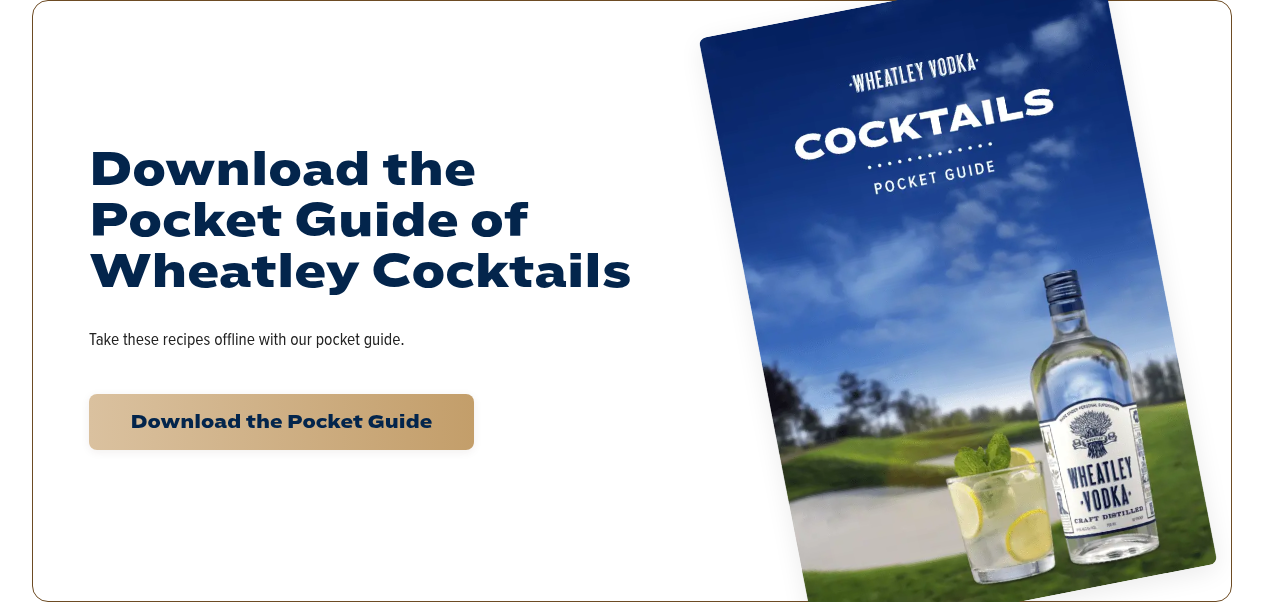 Download the
Pocket Guide of
Wheatley Cocktails
Take these recipes offline with our pocket guide.
Download the Pocket Guide
·WHEATLEY VODKA·
COCKTAILS
POCKET GUIDE
WHEATLEY
·VODKA·
CRAFT DISTILLED